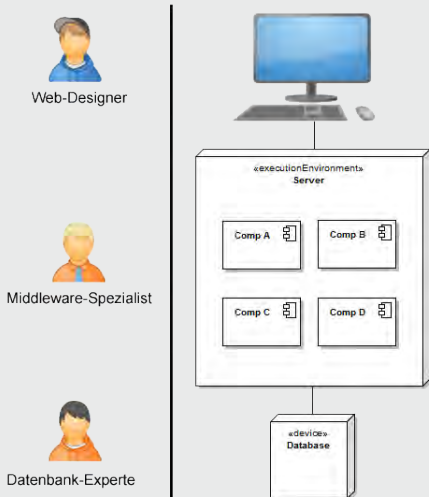 Web-Designer
«executionEnvironment»
Server
Comp A
Comp B
Middleware-Spezialist
Comp C
Comp D
«device»
Database
Datenbank-Experte